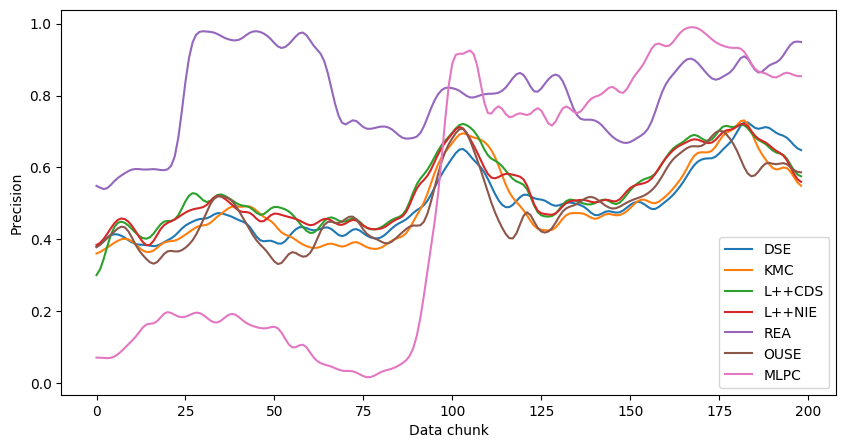 Precision
1.0
0.8
0.6
0.4
0.2
0.0
0 25 50 75 100 125 150 175 200
Data chunk
DSE
KMC
L++CDS
L++NIE
REA
OUSE
MLPC